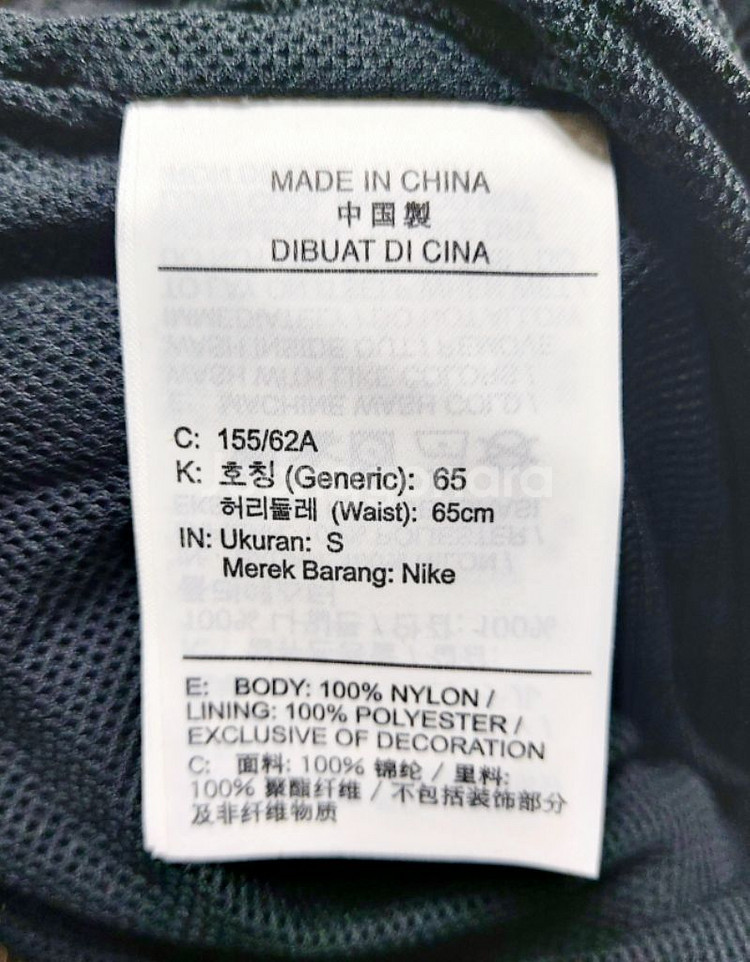 MADE IN CHINA
中国製
DIBUAT DI CINA
C: 155/62A
K: 호칭 (Generic): 65
허리둘레 (Waist): 65cm
IN: Ukuran: S
Merek Barang: Nike
E: BODY: 100% NYLON /
LINING: 100% POLYESTER /
EXCLUSIVE OF DECORATION
C: 面料: 100% 锦纶 / 里料:
100% 聚酯纤维 / 不包括装饰部分
及非纤维物质